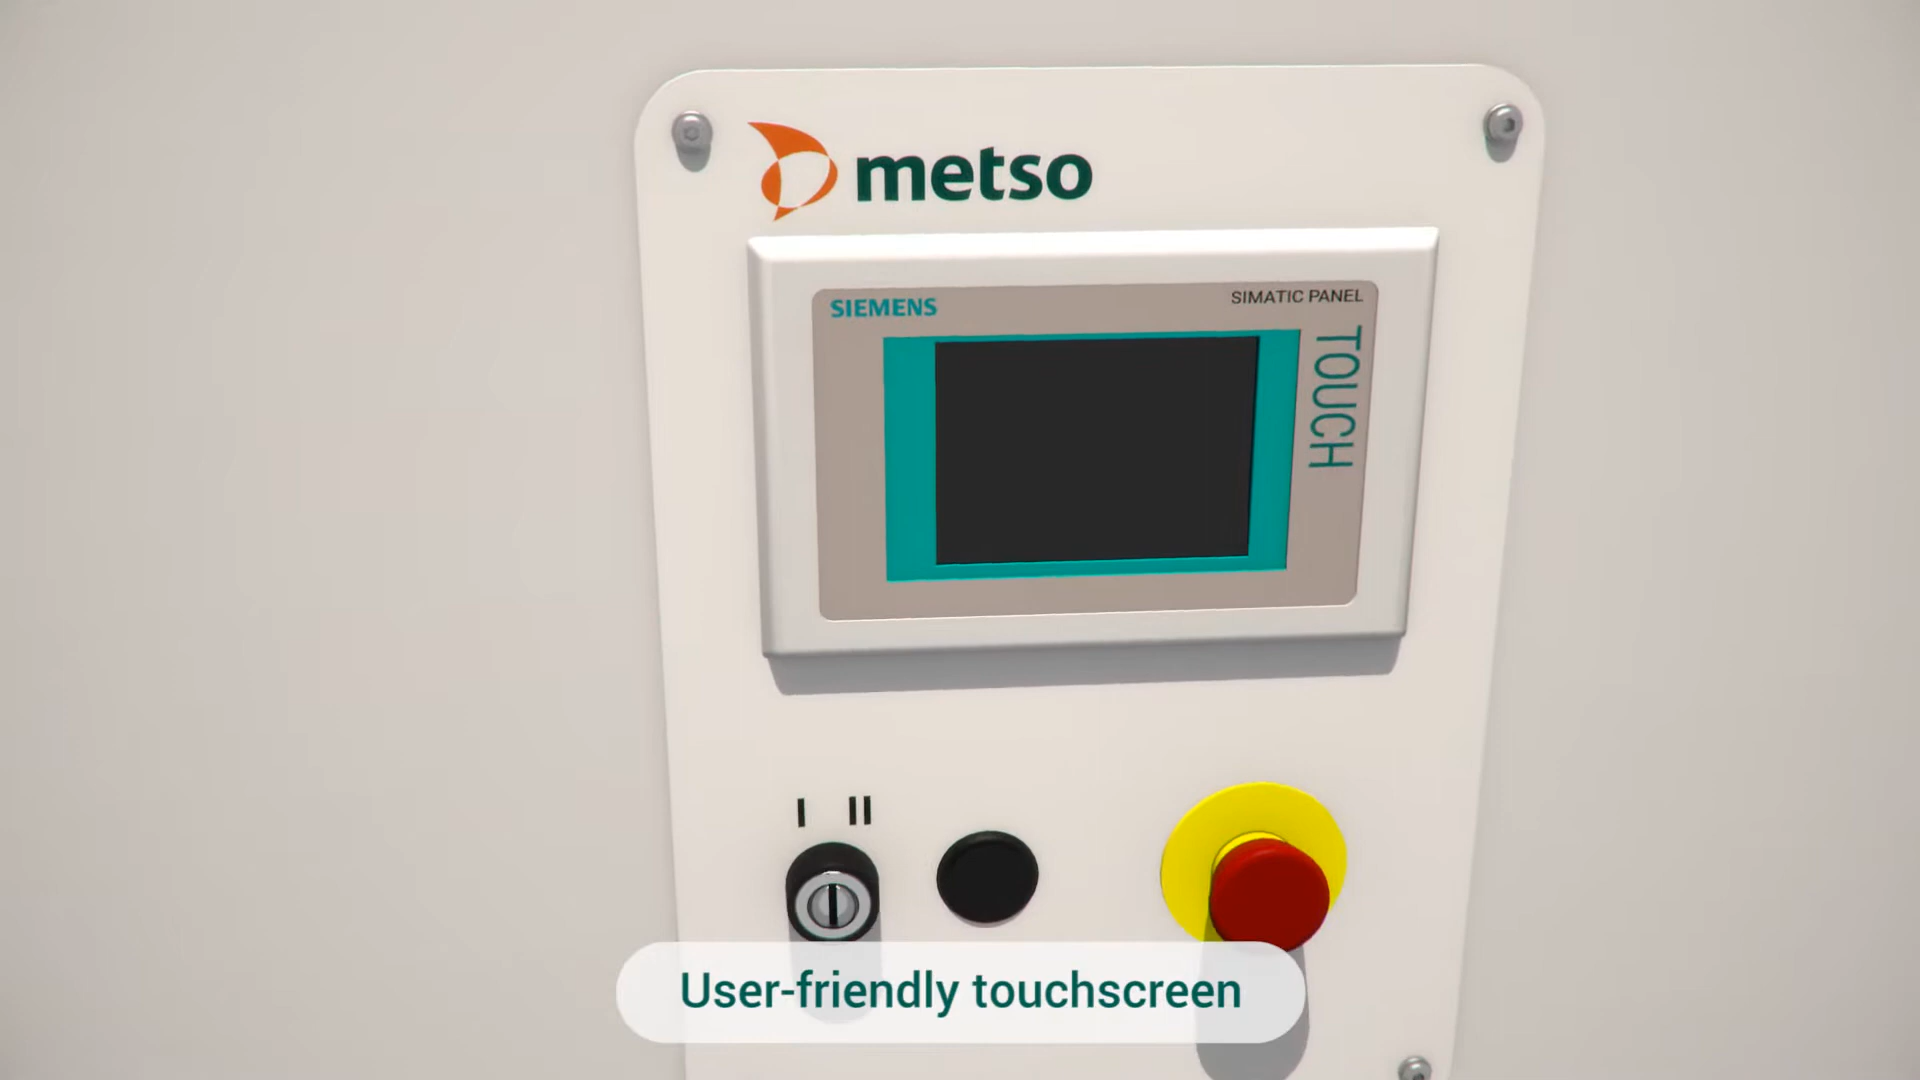 metso
SIEMENS
SIMATIC PANEL
TOUCH
I II
User-friendly touchscreen